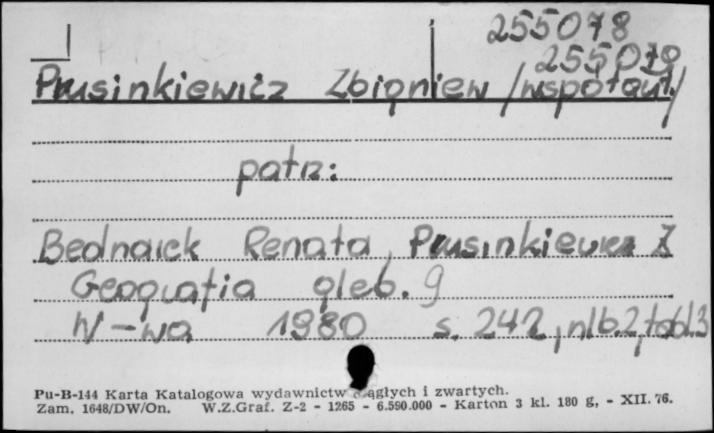 255078
255079
Prusinkiewicz Zbigniew /współaut./
patrz:
Bednarek Renata, Prusinkiewicz Z
Geografia gleb. g
W-wa 1980 s. 242, nlb. 2, tabl. 3
Pu-B-144 Karta Katalogowa wydawnictw ciągłych i zwartych.
Zam. 1648/DW/On. W.Z.Graf. Z-2 - 1265 - 6.590.000 - Karton 3 kl. 180 g, - XII. 76.